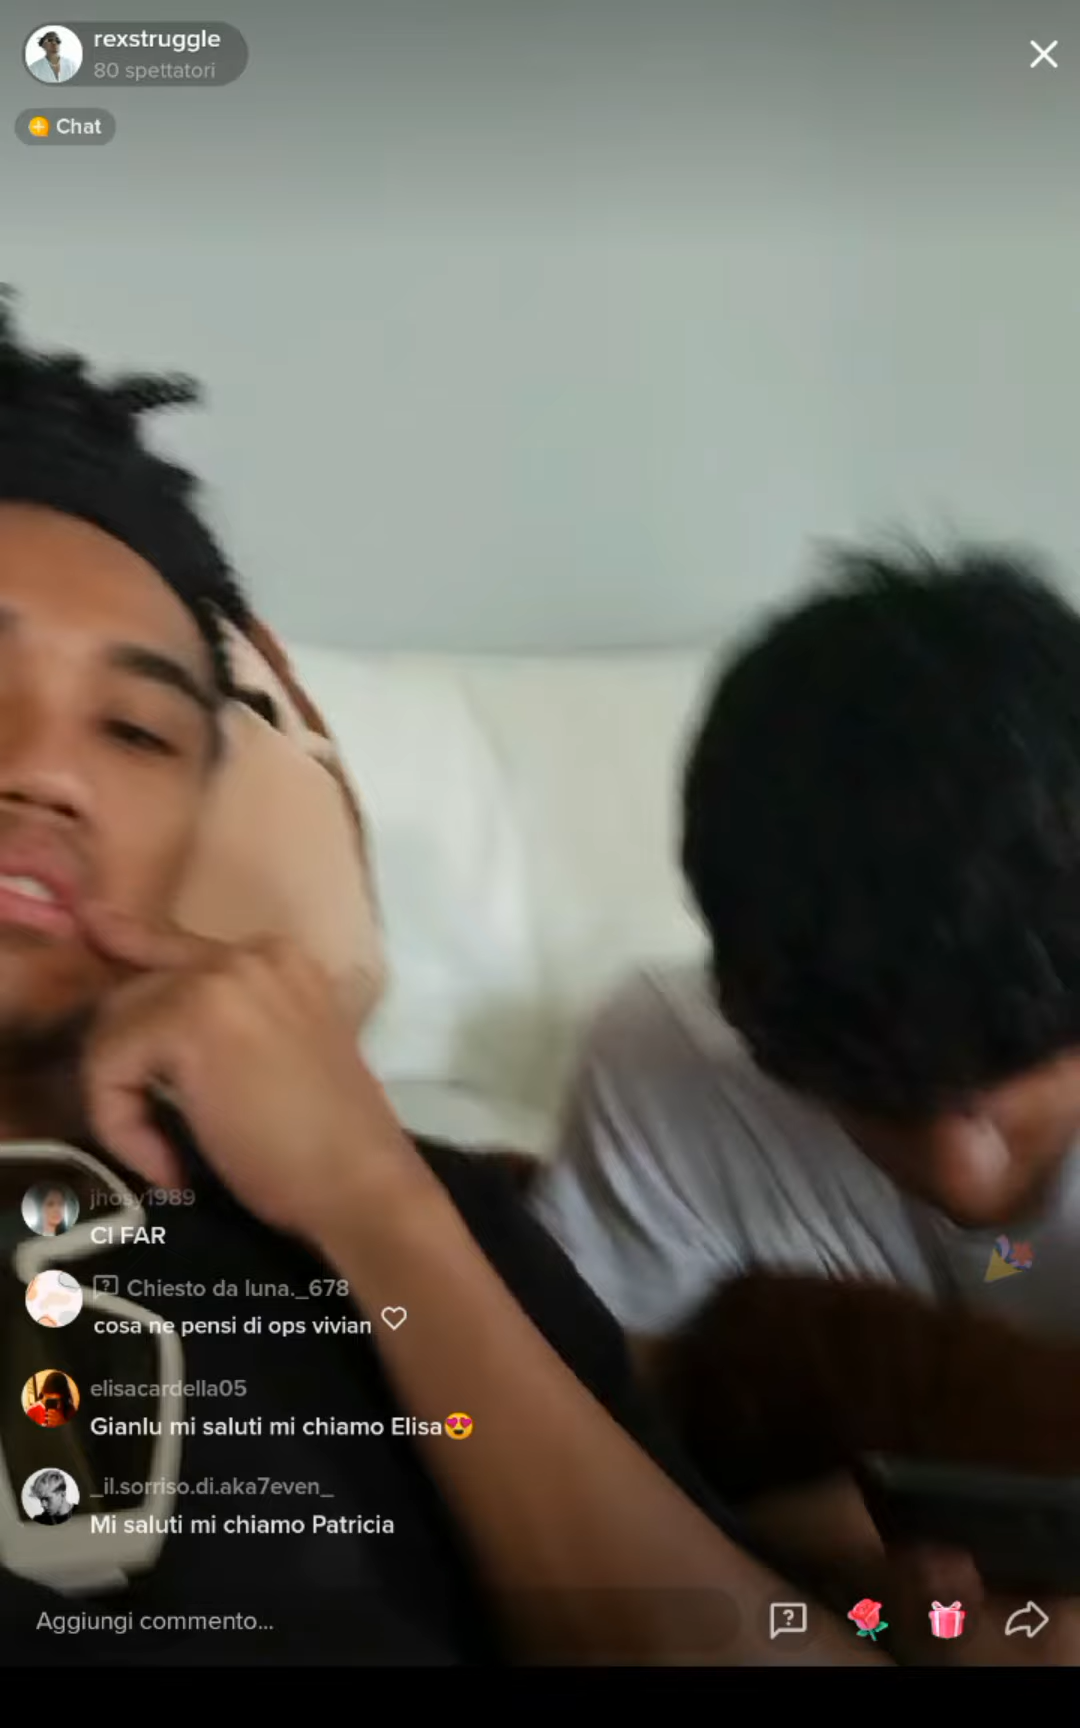 rexstruggle
80 spettatori
Chat
jhosy1989
CI FAR
Chiesto da luna._678
cosa ne pensi di ops vivian
elisacardella05
Gianlu mi saluti mi chiamo Elisa😍
_il.sorriso.di.aka7even_
Mi saluti mi chiamo Patricia
Aggiungi commento...